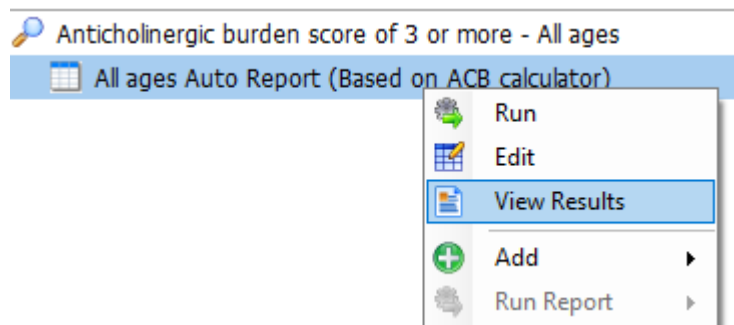 Anticholinergic burden score of 3 or more - All ages
All ages Auto Report (Based on ACB calculator)
Run
Edit
View Results
Add
Run Report